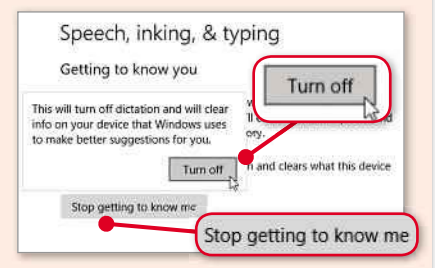 Speech, inking, & typing
Getting to know you
Turn off
This will turn off dictation and will clear
info on your device that Windows uses
to make better suggestions for you.
Turn off
and clears what this device
Stop getting to know me
Stop getting to know me